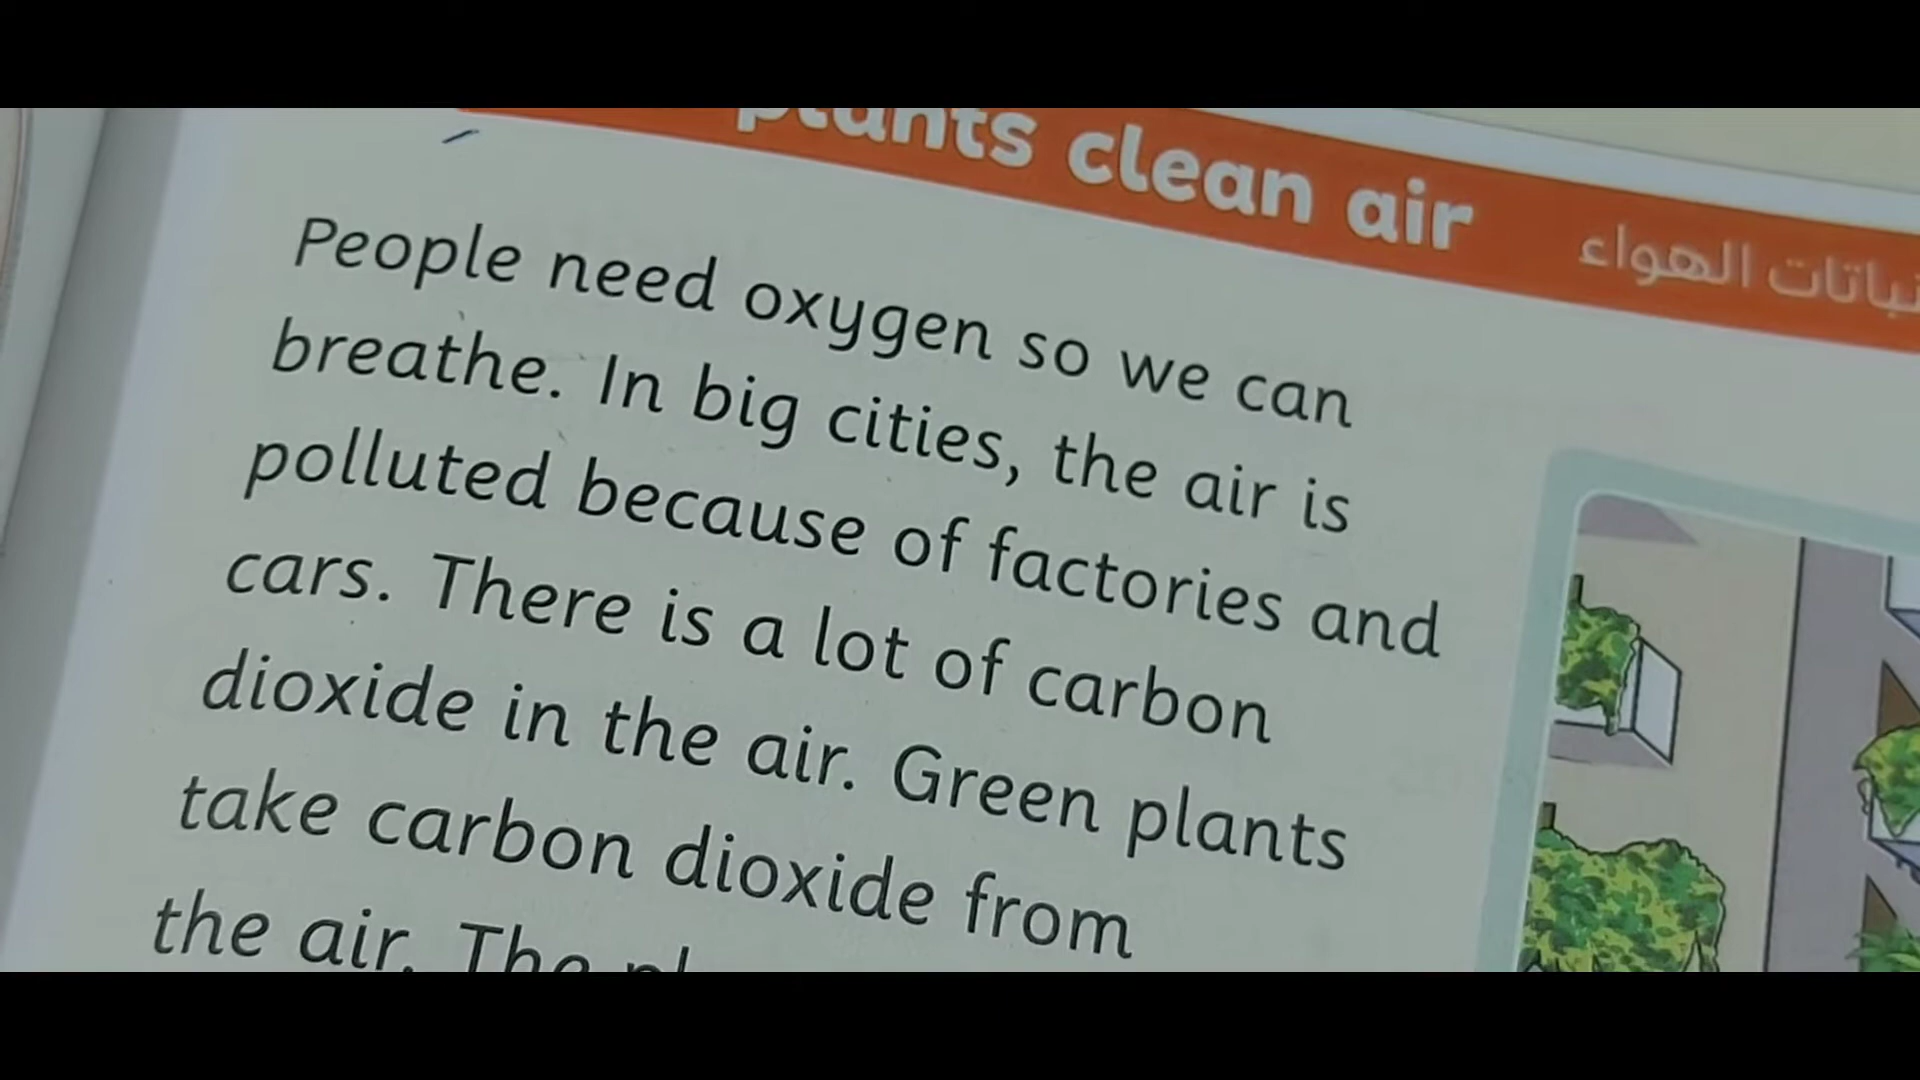 plants clean air
نباتات الهواء
People need oxygen so we can
breathe. In big cities, the air is
polluted because of factories and
cars. There is a lot of carbon
dioxide in the air. Green plants
take carbon dioxide from
the air. The